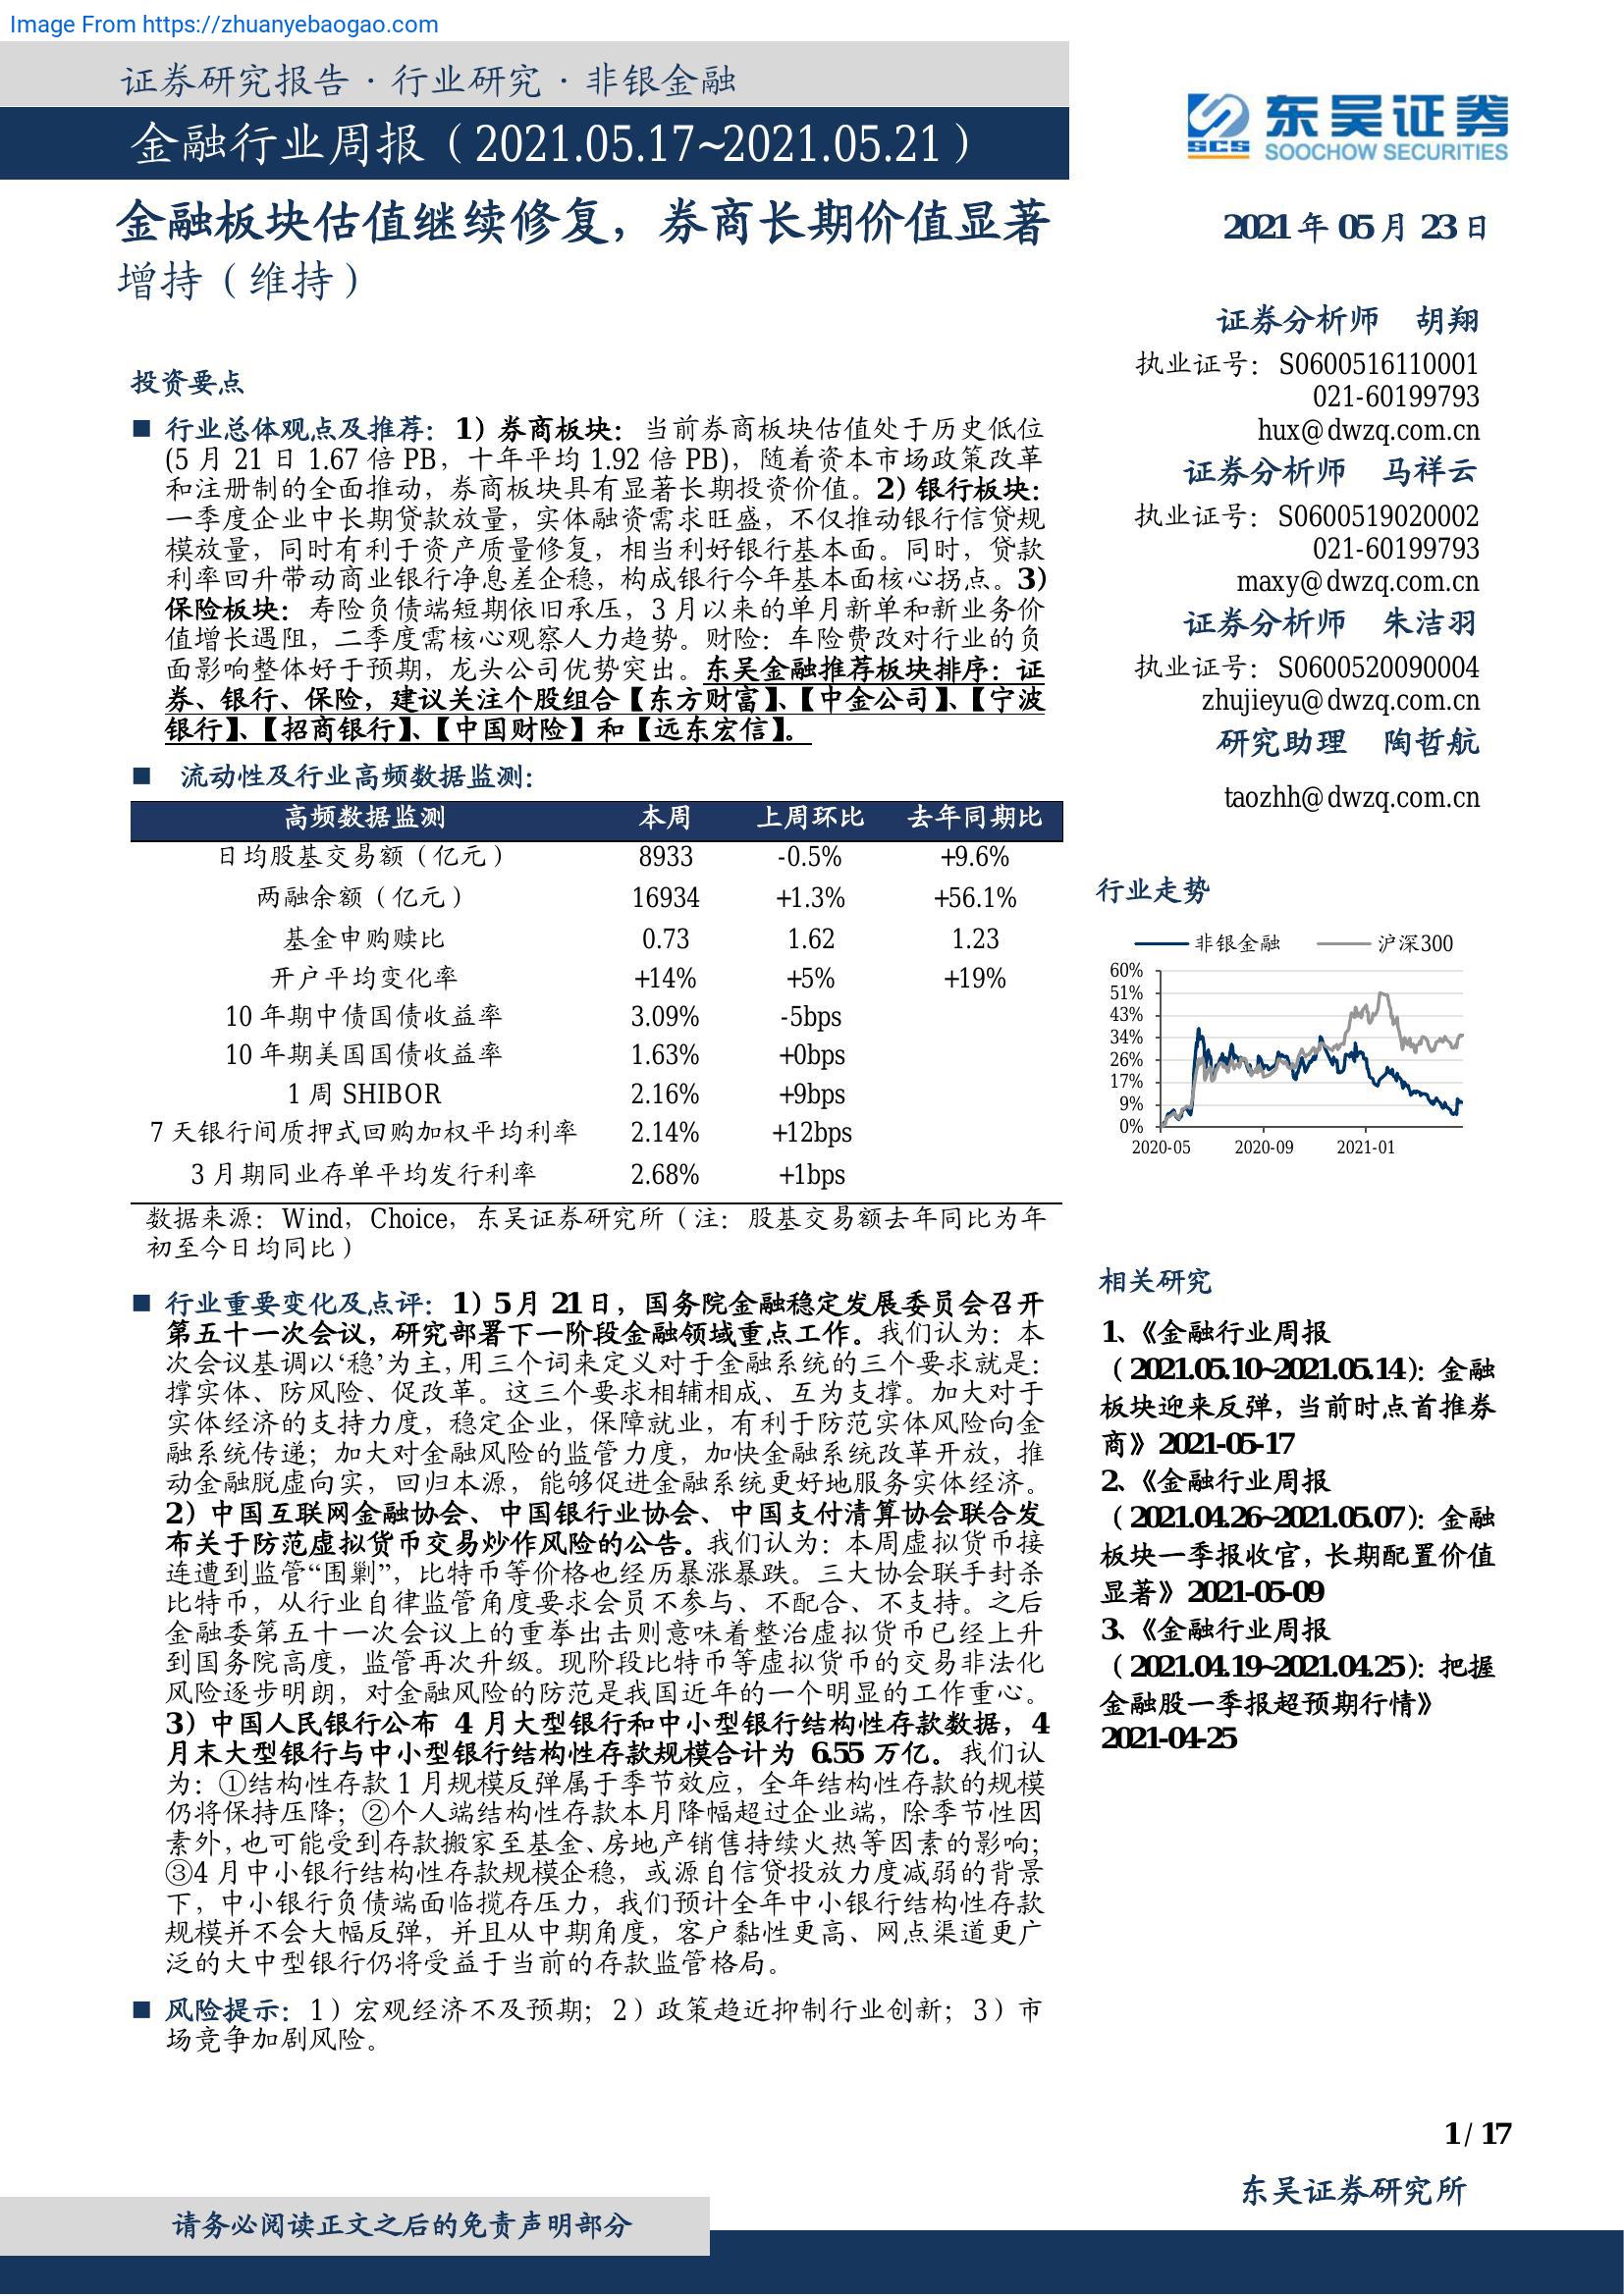 Image From https://zhuanyebaogao.com
证券研究报告·行业研究·非银金融
金融行业周报（2021.05.17~2021.05.21）
东吴证券
SCS SOOCHOW SECURITIES
金融板块估值继续修复，券商长期价值显著
增持（维持）
2021 年 05 月 23 日
证券分析师 胡翔
执业证号：S0600516110001
021-60199793
hux@dwzq.com.cn
证券分析师 马祥云
执业证号：S0600519020002
021-60199793
maxy@dwzq.com.cn
证券分析师 朱洁羽
执业证号：S0600520090004
zhujieyu@dwzq.com.cn
研究助理 陶哲航
taozhh@dwzq.com.cn
投资要点
■ 行业总体观点及推荐：1）券商板块：当前券商板块估值处于历史低位
(5 月 21 日 1.67 倍 PB，十年平均 1.92 倍 PB)，随着资本市场政策改革
和注册制的全面推动，券商板块具有显著长期投资价值。2）银行板块：
一季度企业中长期贷款放量，实体融资需求旺盛，不仅推动银行信贷规
模放量，同时有利于资产质量修复，相当利好银行基本面。同时，贷款
利率回升带动商业银行净息差企稳，构成银行今年基本面核心拐点。3）
保险板块：寿险负债端短期依旧承压，3 月以来的单月新单和新业务价
值增长遇阻，二季度需核心观察人力趋势。财险：车险费改对行业的负
面影响整体好于预期，龙头公司优势突出。东吴金融推荐板块排序：证
券、银行、保险，建议关注个股组合【东方财富】、【中金公司】、【宁波
银行】、【招商银行】、【中国财险】和【远东宏信】。
■ 流动性及行业高频数据监测：
高频数据监测 本周 上周环比 去年同期比
日均股基交易额（亿元） 8933 -0.5% +9.6%
两融余额（亿元） 16934 +1.3% +56.1%
基金申购赎比 0.73 1.62 1.23
开户平均变化率 +14% +5% +19%
10 年期中债国债收益率 3.09% -5bps
10 年期美国国债收益率 1.63% +0bps
1 周 SHIBOR 2.16% +9bps
7 天银行间质押式回购加权平均利率 2.14% +12bps
3 月期同业存单平均发行利率 2.68% +1bps
数据来源：Wind，Choice，东吴证券研究所（注：股基交易额去年同比为年
初至今日均同比）
行业走势
非银金融 沪深300
60%
51%
43%
34%
26%
17%
9%
0%
2020-05 2020-09 2021-01
■ 行业重要变化及点评：1）5 月 21 日，国务院金融稳定发展委员会召开
第五十一次会议，研究部署下一阶段金融领域重点工作。我们认为：本
次会议基调以‘稳’为主，用三个词来定义对于金融系统的三个要求就是：
撑实体、防风险、促改革。这三个要求相辅相成、互为支撑。加大对于
实体经济的支持力度，稳定企业，保障就业，有利于防范实体风险向金
融系统传递；加大对金融风险的监管力度，加快金融系统改革开放，推
动金融脱虚向实，回归本源，能够促进金融系统更好地服务实体经济。
2）中国互联网金融协会、中国银行业协会、中国支付清算协会联合发
布关于防范虚拟货币交易炒作风险的公告。我们认为：本周虚拟货币接
连遭到监管“围剿”，比特币等价格也经历暴涨暴跌。三大协会联手封杀
比特币，从行业自律监管角度要求会员不参与、不配合、不支持。之后
金融委第五十一次会议上的重拳出击则意味着整治虚拟货币已经上升
到国务院高度，监管再次升级。现阶段比特币等虚拟货币的交易非法化
风险逐步明朗，对金融风险的防范是我国近年的一个明显的工作重心。
3）中国人民银行公布 4 月大型银行和中小型银行结构性存款数据，4
月末大型银行与中小型银行结构性存款规模合计为 6.55 万亿。我们认
为：①结构性存款 1 月规模反弹属于季节效应，全年结构性存款的规模
仍将保持压降；②个人端结构性存款本月降幅超过企业端，除季节性因
素外，也可能受到存款搬家至基金、房地产销售持续火热等因素的影响；
③4 月中小银行结构性存款规模企稳，或源自信贷投放力度减弱的背景
下，中小银行负债端面临揽存压力，我们预计全年中小银行结构性存款
规模并不会大幅反弹，并且从中期角度，客户黏性更高、网点渠道更广
泛的大中型银行仍将受益于当前的存款监管格局。
■ 风险提示：1）宏观经济不及预期；2）政策趋近抑制行业创新；3）市
场竞争加剧风险。
相关研究
1、《金融行业周报
（2021.05.10~2021.05.14）：金融
板块迎来反弹，当前时点首推券
商》2021-05-17
2、《金融行业周报
（2021.04.26~2021.05.07）：金融
板块一季报收官，长期配置价值
显著》2021-05-09
3、《金融行业周报
（2021.04.19~2021.04.25）：把握
金融股一季报超预期行情》
2021-04-25
1 / 17
东吴证券研究所
请务必阅读正文之后的免责声明部分